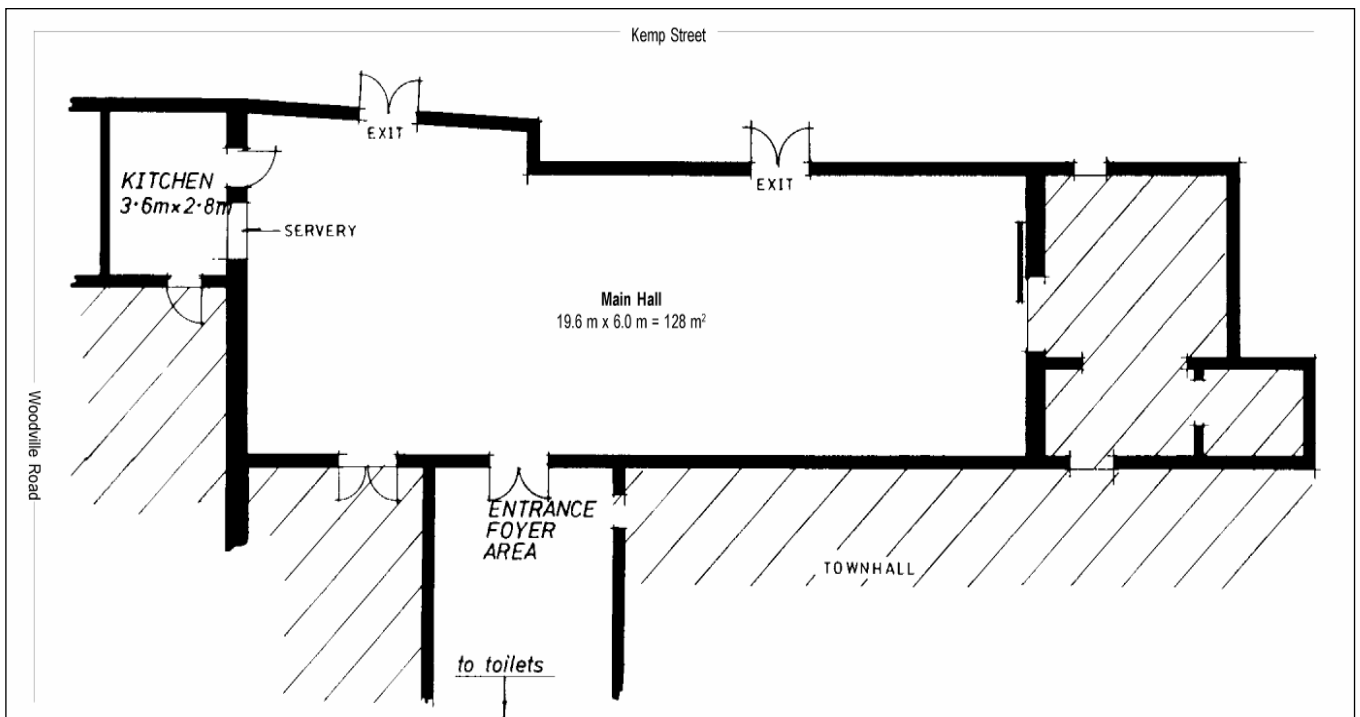 Kemp Street
EXIT
EXIT
KITCHEN
3·6m×2·8m
SERVERY
Main Hall
19.6 m x 6.0 m = 128 m²
Woodville Road
ENTRANCE
FOYER
AREA
TOWNHALL
to toilets